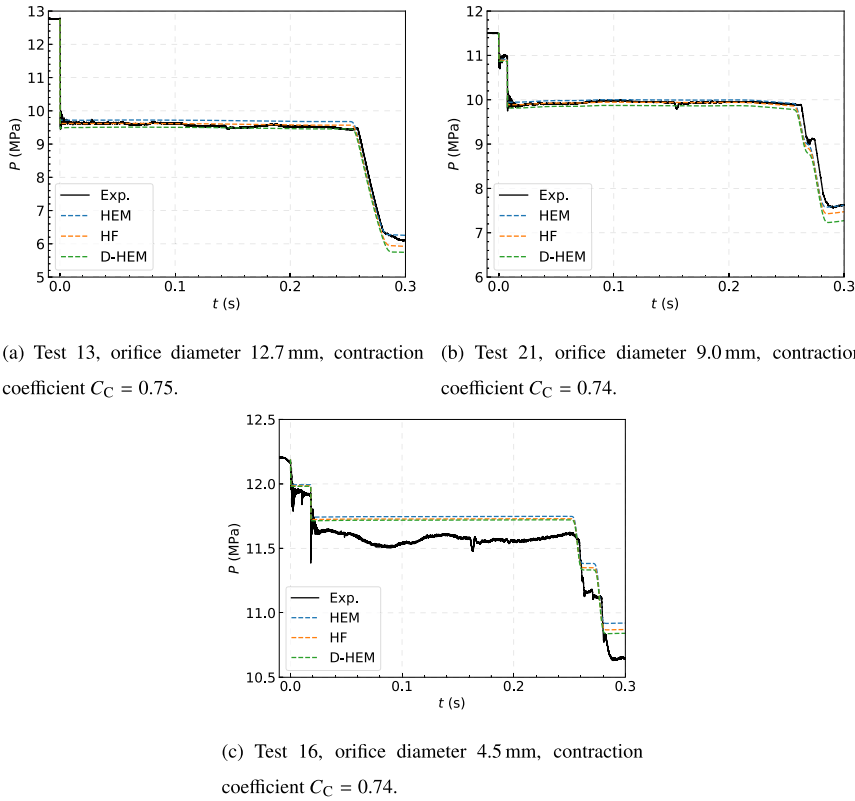 13
12
11
10
9
8
7
6
5
P (MPa)
Exp.
HEM
HF
D-HEM
0.0 0.1 0.2 0.3
t (s)
12
11
10
9
8
7
6
P (MPa)
Exp.
HEM
HF
D-HEM
0.0 0.1 0.2 0.3
t (s)
(a) Test 13, orifice diameter 12.7 mm, contraction
coefficient C_C = 0.75.
(b) Test 21, orifice diameter 9.0 mm, contraction
coefficient C_C = 0.74.
12.5
12.0
11.5
11.0
10.5
P (MPa)
Exp.
HEM
HF
D-HEM
0.0 0.1 0.2 0.3
t (s)
(c) Test 16, orifice diameter 4.5 mm, contraction
coefficient C_C = 0.74.